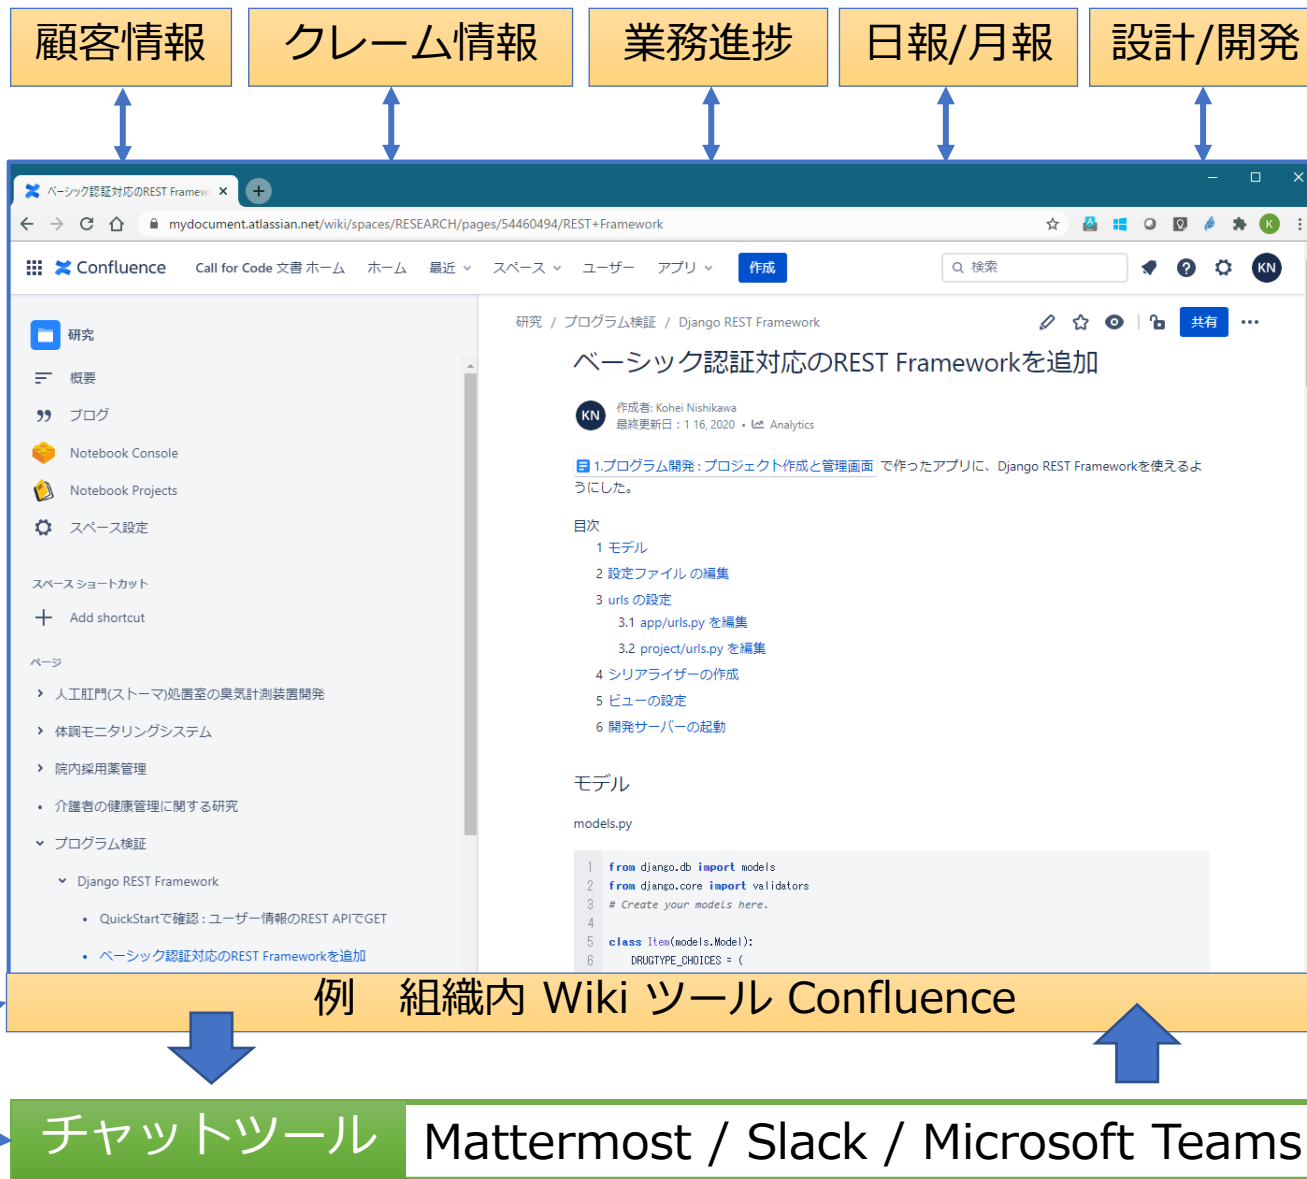 顧客情報
クレーム情報
業務進捗
日報/月報
設計/開発
ベーシック認証対応のREST Framew
mydocument.atlassian.net/wiki/spaces/RESEARCH/pages/54460494/REST+Framework
K
Confluence
Call for Code 文書ホーム
ホーム
最近
スペース
ユーザー
アプリ
作成
検索
KN
研究
概要
ブログ
Notebook Console
Notebook Projects
スペース設定
スペース ショートカット
Add shortcut
ページ
人工肛門(ストーマ)処置室の臭気計測装置開発
体調モニタリングシステム
院内採用薬管理
介護者の健康管理に関する研究
プログラム検証
Django REST Framework
QuickStartで確認 : ユーザー情報のREST APIでGET
ベーシック認証対応のREST Frameworkを追加
研究 / プログラム検証 / Django REST Framework
共有
ベーシック認証対応のREST Frameworkを追加
KN
作成者: Kohei Nishikawa
最終更新日 : 1 16, 2020 • Analytics
1.プログラム開発 : プロジェクト作成と管理画面 で作ったアプリに、Django REST Frameworkを使えるよ
うにした。
目次
1 モデル
2 設定ファイル の編集
3 urls の設定
3.1 app/urls.py を編集
3.2 project/urls.py を編集
4 シリアライザーの作成
5 ビューの設定
6 開発サーバーの起動
モデル
models.py
1 from django.db import models
2 from django.core import validators
3 # Create your models here.
4
5 class Item(models.Model):
6 DRUGTYPE_CHOICES = (
例 組織内 Wiki ツール Confluence
チャットツール
Mattermost / Slack / Microsoft Teams